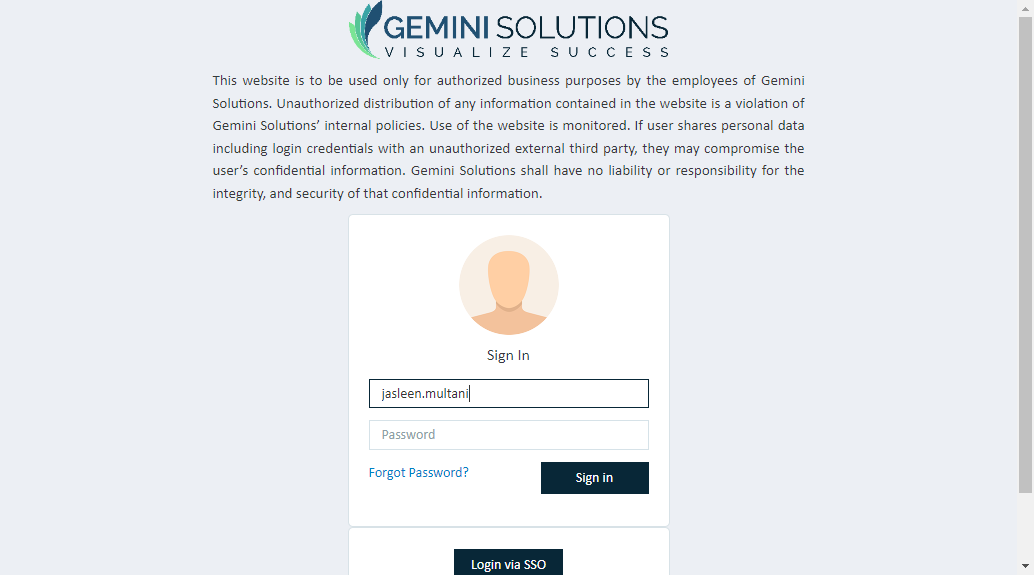 GEMINI SOLUTIONS
VISUALIZE SUCCESS
This website is to be used only for authorized business purposes by the employees of Gemini
Solutions. Unauthorized distribution of any information contained in the website is a violation of
Gemini Solutions’ internal policies. Use of the website is monitored. If user shares personal data
including login credentials with an unauthorized external third party, they may compromise the
user’s confidential information. Gemini Solutions shall have no liability or responsibility for the
integrity, and security of that confidential information.
Sign In
jasleen.multani
Password
Forgot Password?
Sign in
Login via SSO